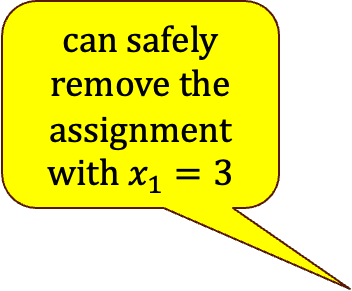 can safely
remove the
assignment
with 𝑥₁ = 3